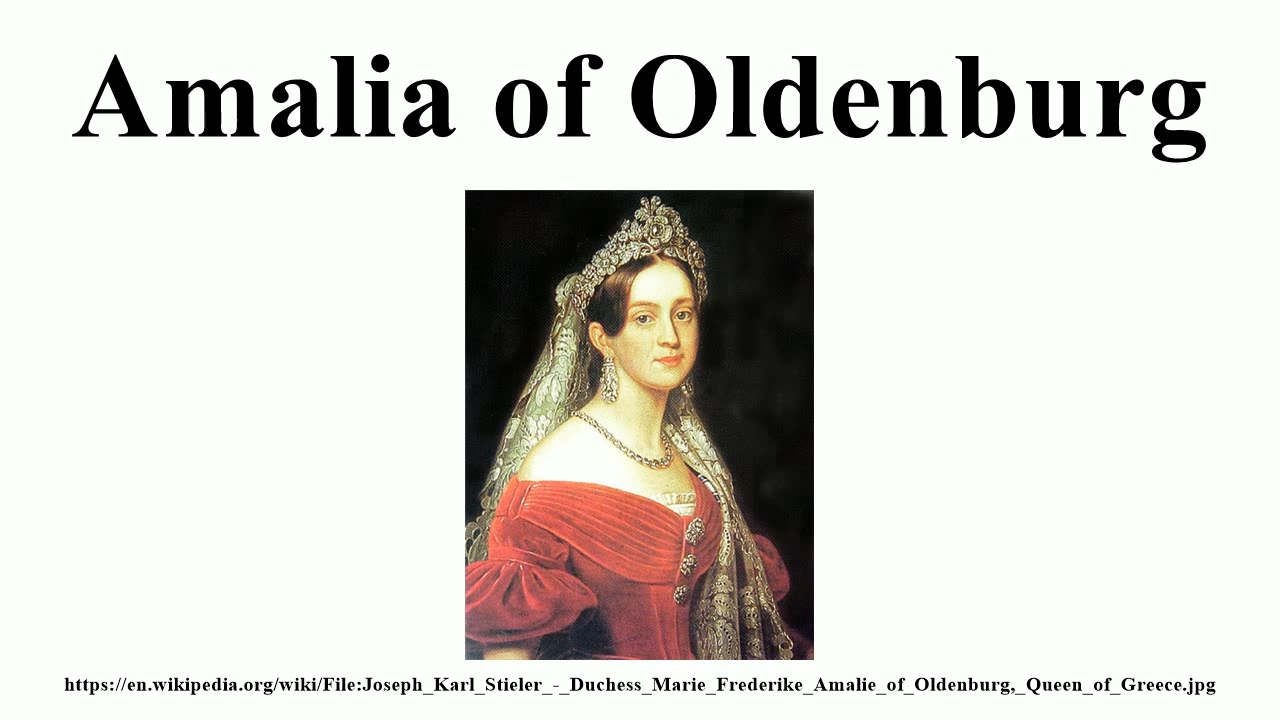 Amalia of Oldenburg
https://en.wikipedia.org/wiki/File:Joseph_Karl_Stieler_-_Duchess_Marie_Frederike_Amalie_of_Oldenburg,_Queen_of_Greece.jpg